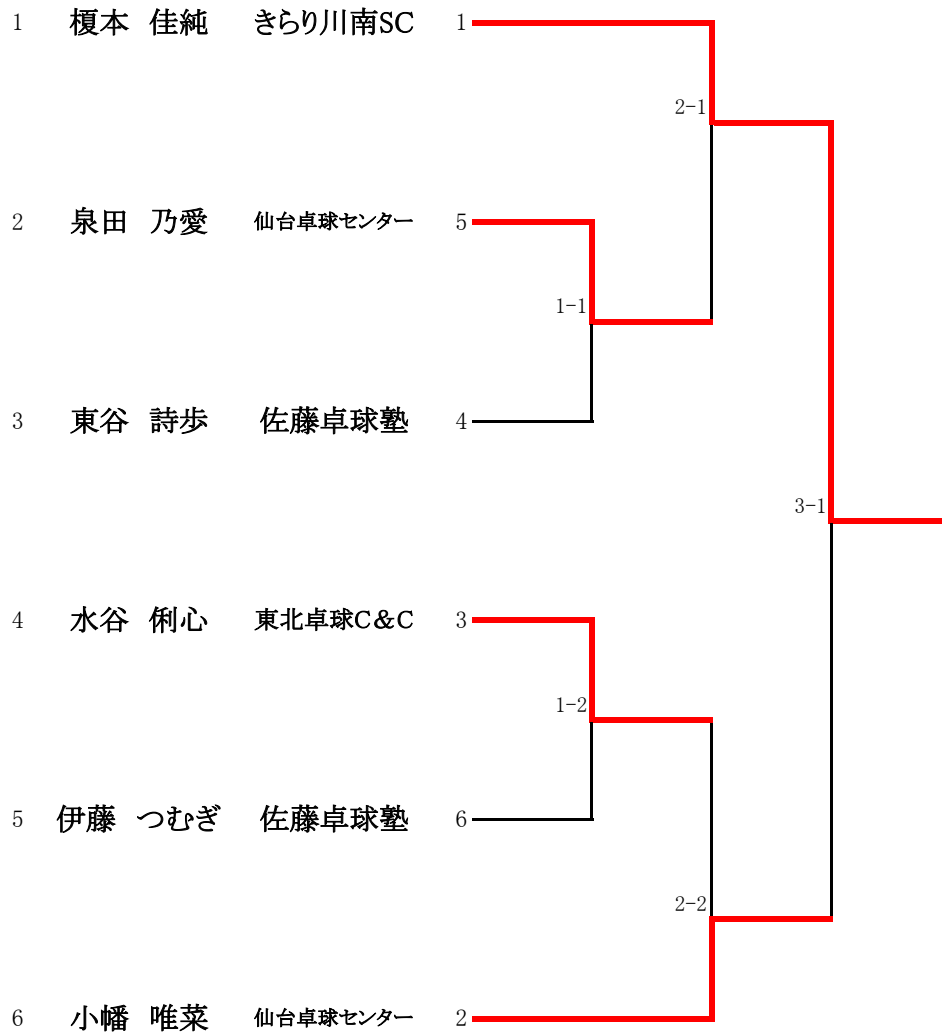 1 榎本 佳純 きらり川南SC 1
2-1
2 泉田 乃愛 仙台卓球センター 5
1-1
3 東谷 詩歩 佐藤卓球塾 4
3-1
4 水谷 俐心 東北卓球C&C 3
1-2
5 伊藤 つむぎ 佐藤卓球塾 6
2-2
6 小幡 唯菜 仙台卓球センター 2